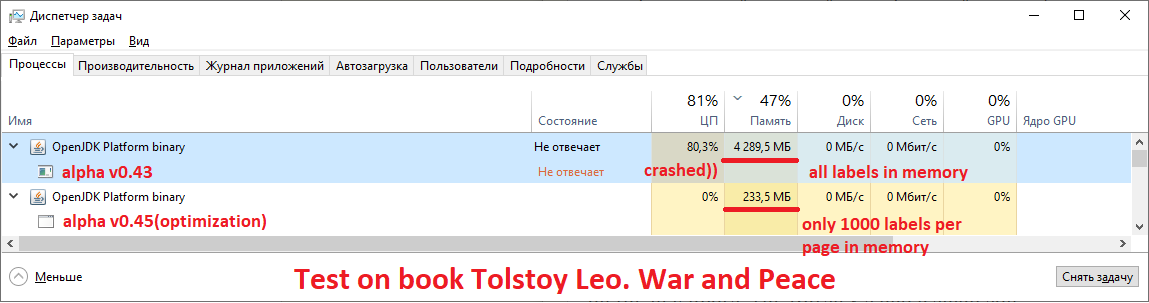 Диспетчер задач
Файл Параметры Вид
Процессы Производительность Журнал приложений Автозагрузка Пользователи Подробности Службы
81% 47% 0% 0% 0%
Имя Состояние ЦП Память Диск Сеть GPU Ядро GPU
OpenJDK Platform binary Не отвечает 80,3% 4 289,5 МБ 0 МБ/с 0 Мбит/с 0%
alpha v0.43 Не отвечает crashed)) all labels in memory
OpenJDK Platform binary 0% 233,5 МБ 0 МБ/с 0 Мбит/с 0%
alpha v0.45(optimization) only 1000 labels per
page in memory
Меньше Test on book Tolstoy Leo. War and Peace Снять задачу